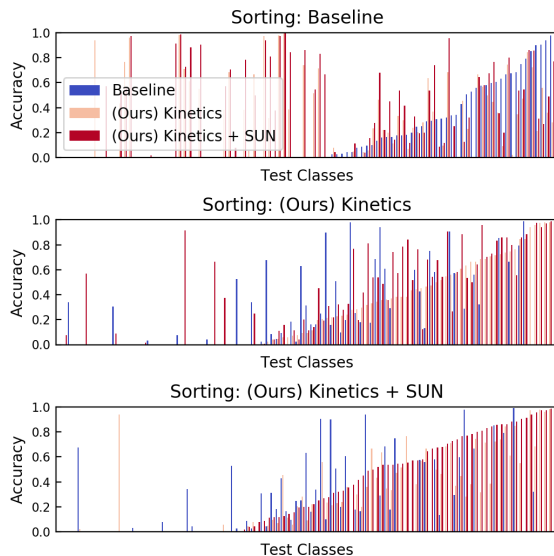 Sorting: Baseline
1.0
0.8
0.6
0.4
0.2
0.0
Accuracy
Baseline
(Ours) Kinetics
(Ours) Kinetics + SUN
Test Classes
Sorting: (Ours) Kinetics
1.0
0.8
0.6
0.4
0.2
0.0
Accuracy
Test Classes
Sorting: (Ours) Kinetics + SUN
1.0
0.8
0.6
0.4
0.2
0.0
Accuracy
Test Classes